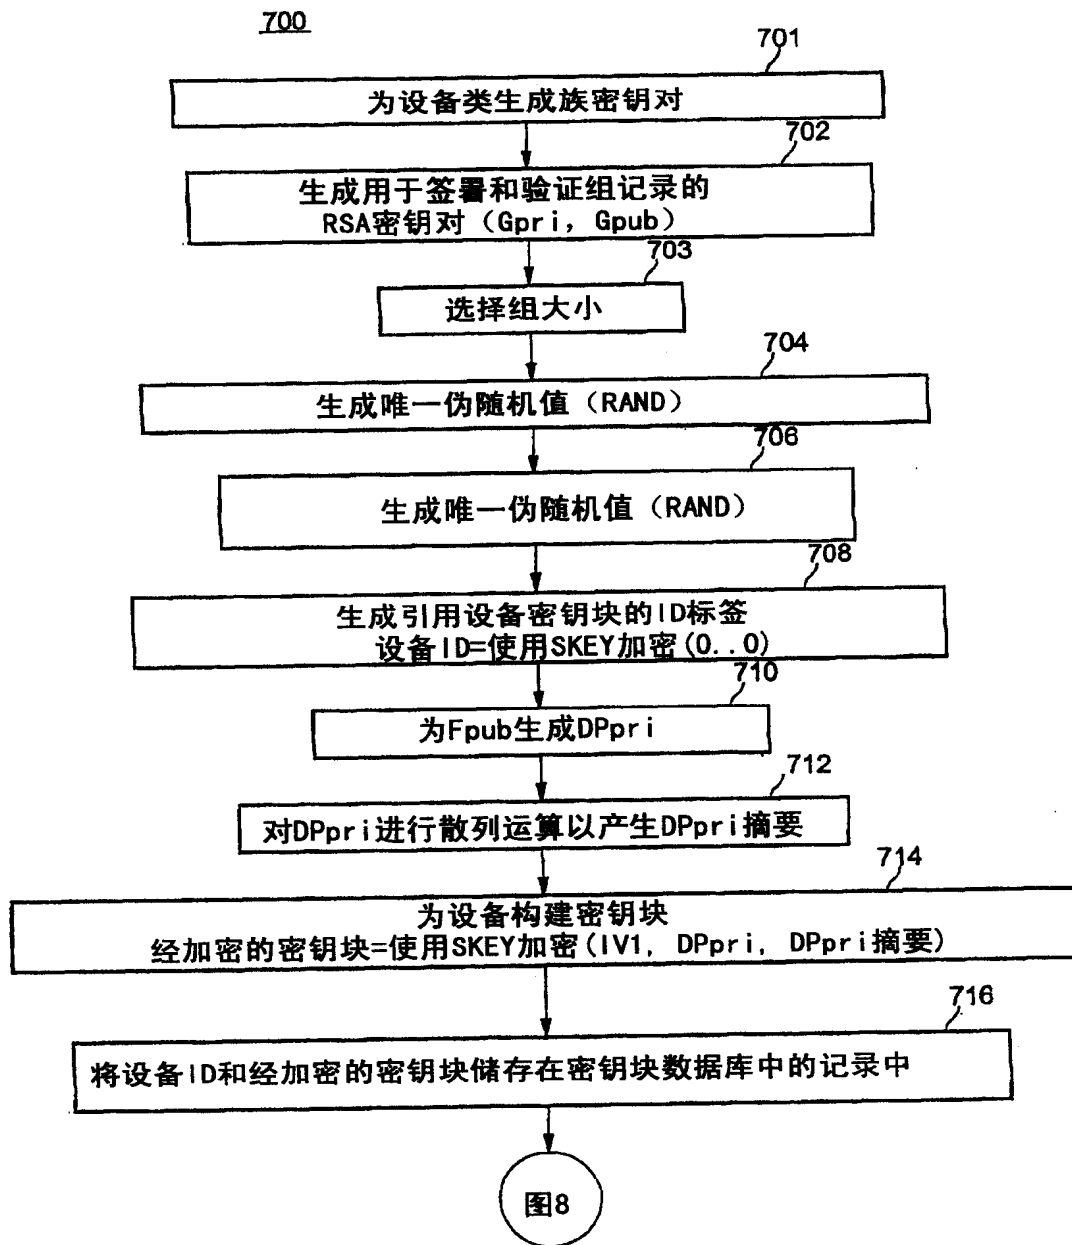 700
701
为设备类生成族密钥对
702
生成用于签署和验证组记录的
RSA密钥对（Gpri, Gpub）
703
选择组大小
704
生成唯一伪随机值（RAND）
706
生成唯一伪随机值（RAND）
708
生成引用设备密钥块的ID标签
设备ID=使用SKEY加密(0..0)
710
为Fpub生成DPpri
712
对DPpri进行散列运算以产生DPpri摘要
714
为设备构建密钥块
经加密的密钥块=使用SKEY加密(IV1, DPpri, DPpri摘要)
716
将设备ID和经加密的密钥块储存在密钥块数据库中的记录中
图8